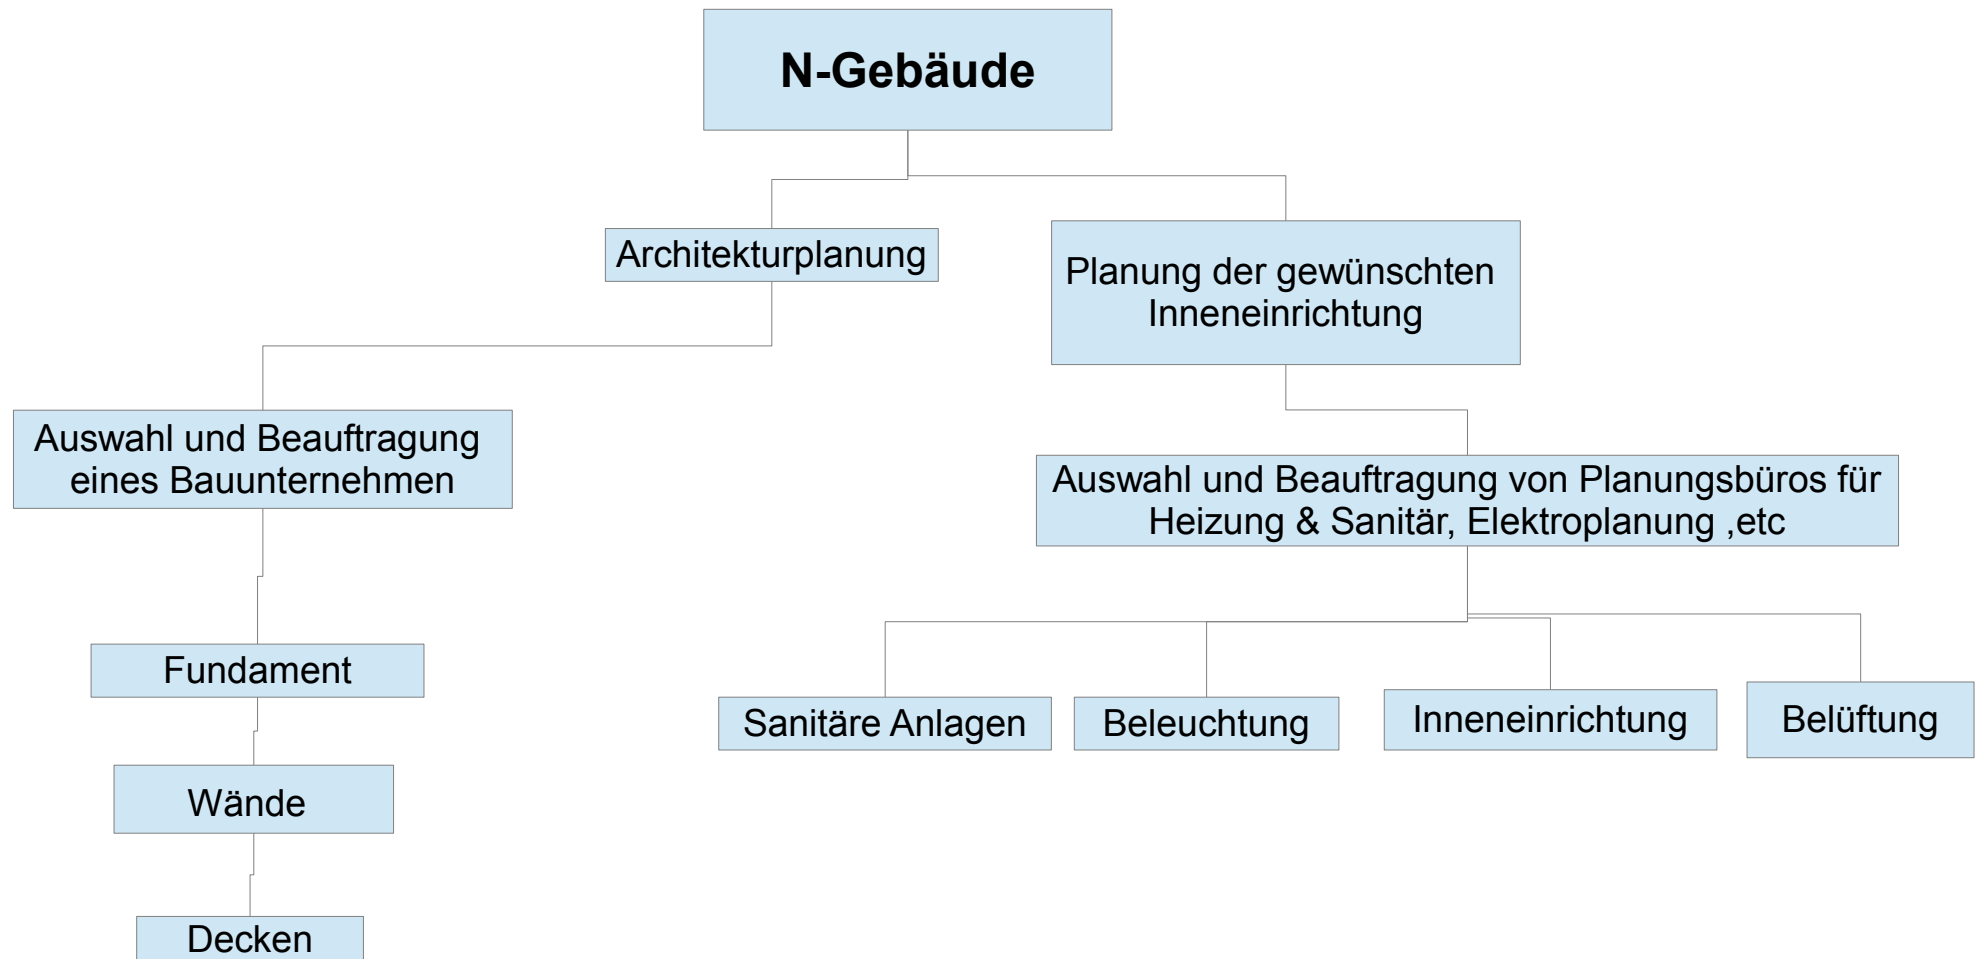 N-Gebäude
Architekturplanung
Planung der gewünschten
Inneneinrichtung
Auswahl und Beauftragung
eines Bauunternehmen
Auswahl und Beauftragung von Planungsbüros für
Heizung & Sanitär, Elektroplanung ,etc
Fundament
Sanitäre Anlagen
Beleuchtung
Inneneinrichtung
Belüftung
Wände
Decken